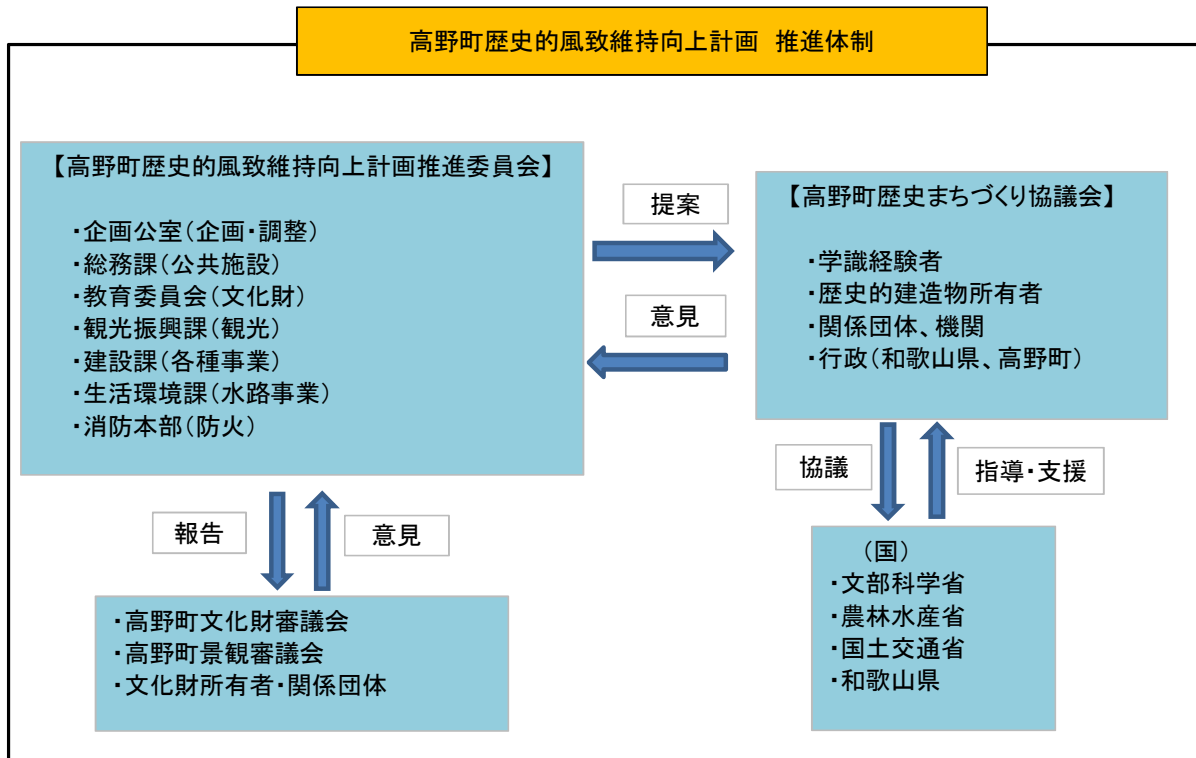 高野町歴史的風致維持向上計画 推進体制
【高野町歴史的風致維持向上計画推進委員会】
・企画公室(企画・調整)
・総務課(公共施設)
・教育委員会(文化財)
・観光振興課(観光)
・建設課(各種事業)
・生活環境課(水路事業)
・消防本部(防火)
提案
意見
【高野町歴史まちづくり協議会】
・学識経験者
・歴史的建造物所有者
・関係団体、機関
・行政(和歌山県、高野町)
報告
意見
協議
指導・支援
・高野町文化財審議会
・高野町景観審議会
・文化財所有者・関係団体
(国)
・文部科学省
・農林水産省
・国土交通省
・和歌山県